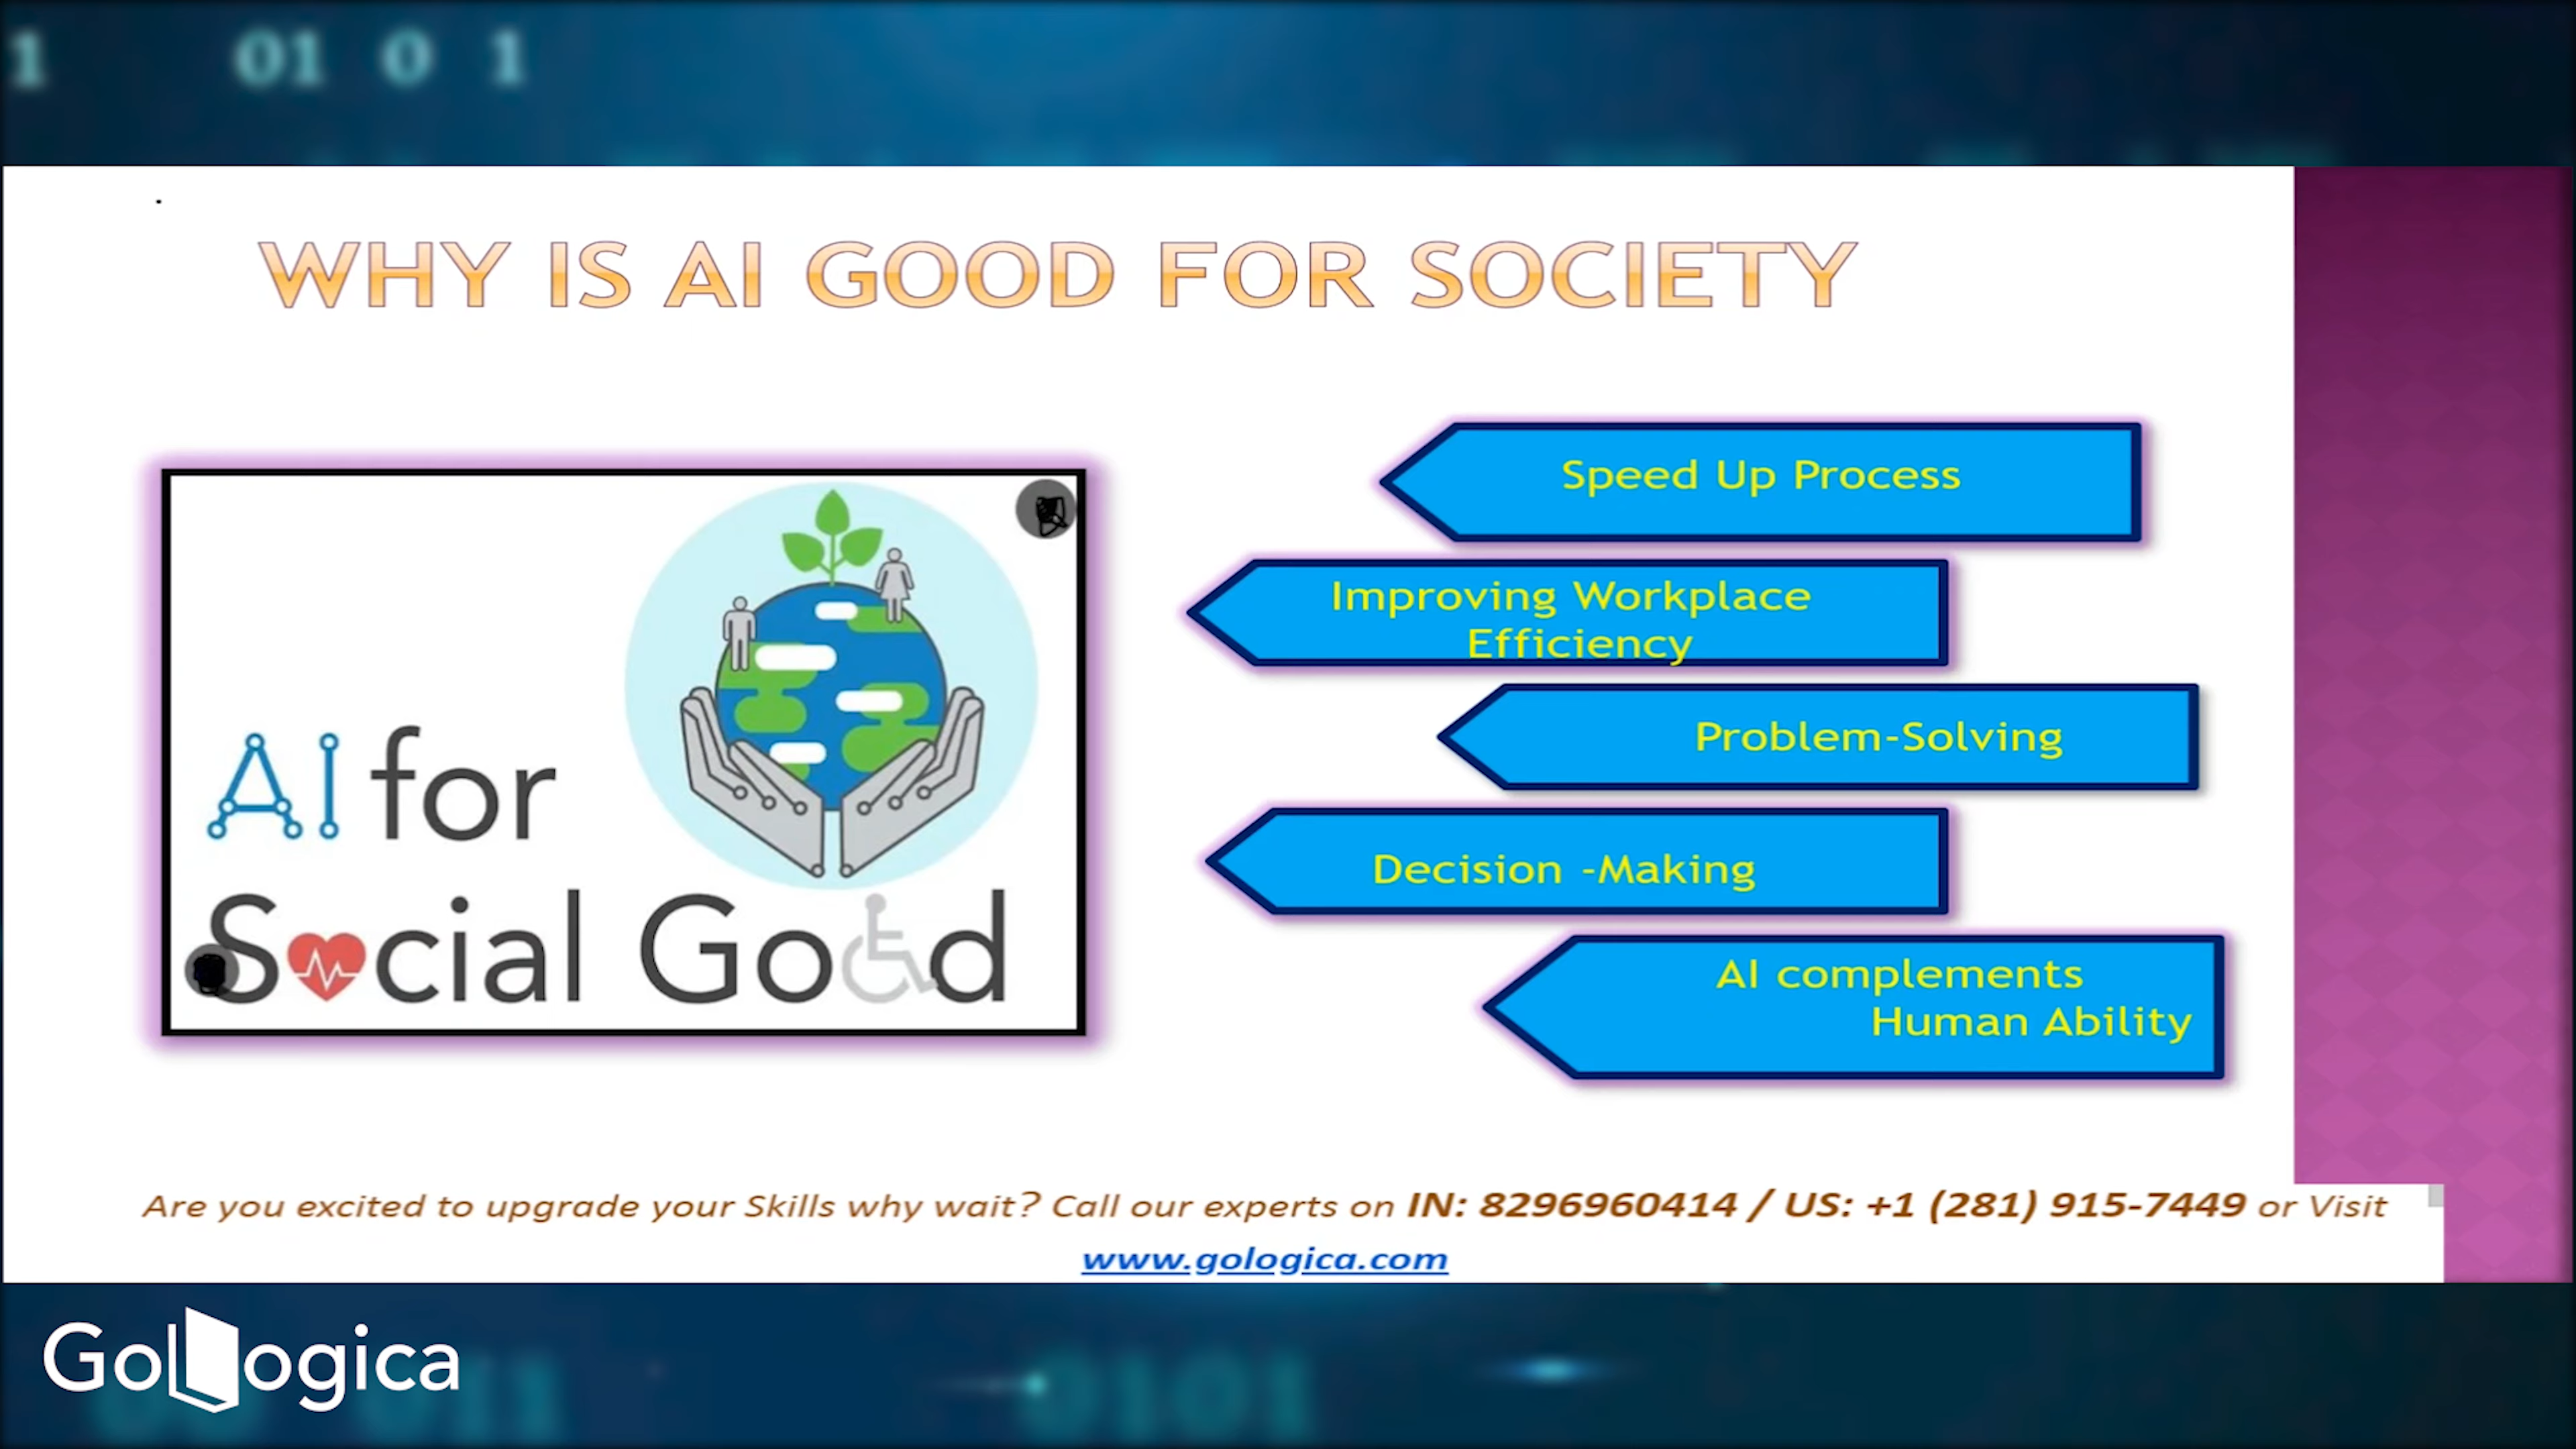 1 01 0 1
WHY IS AI GOOD FOR SOCIETY
AI for
Social Good
Speed Up Process
Improving Workplace
Efficiency
Problem-Solving
Decision -Making
AI complements
Human Ability
Are you excited to upgrade your Skills why wait? Call our experts on IN: 8296960414 / US: +1 (281) 915-7449 or Visit
www.gologica.com
GoLogica
0101